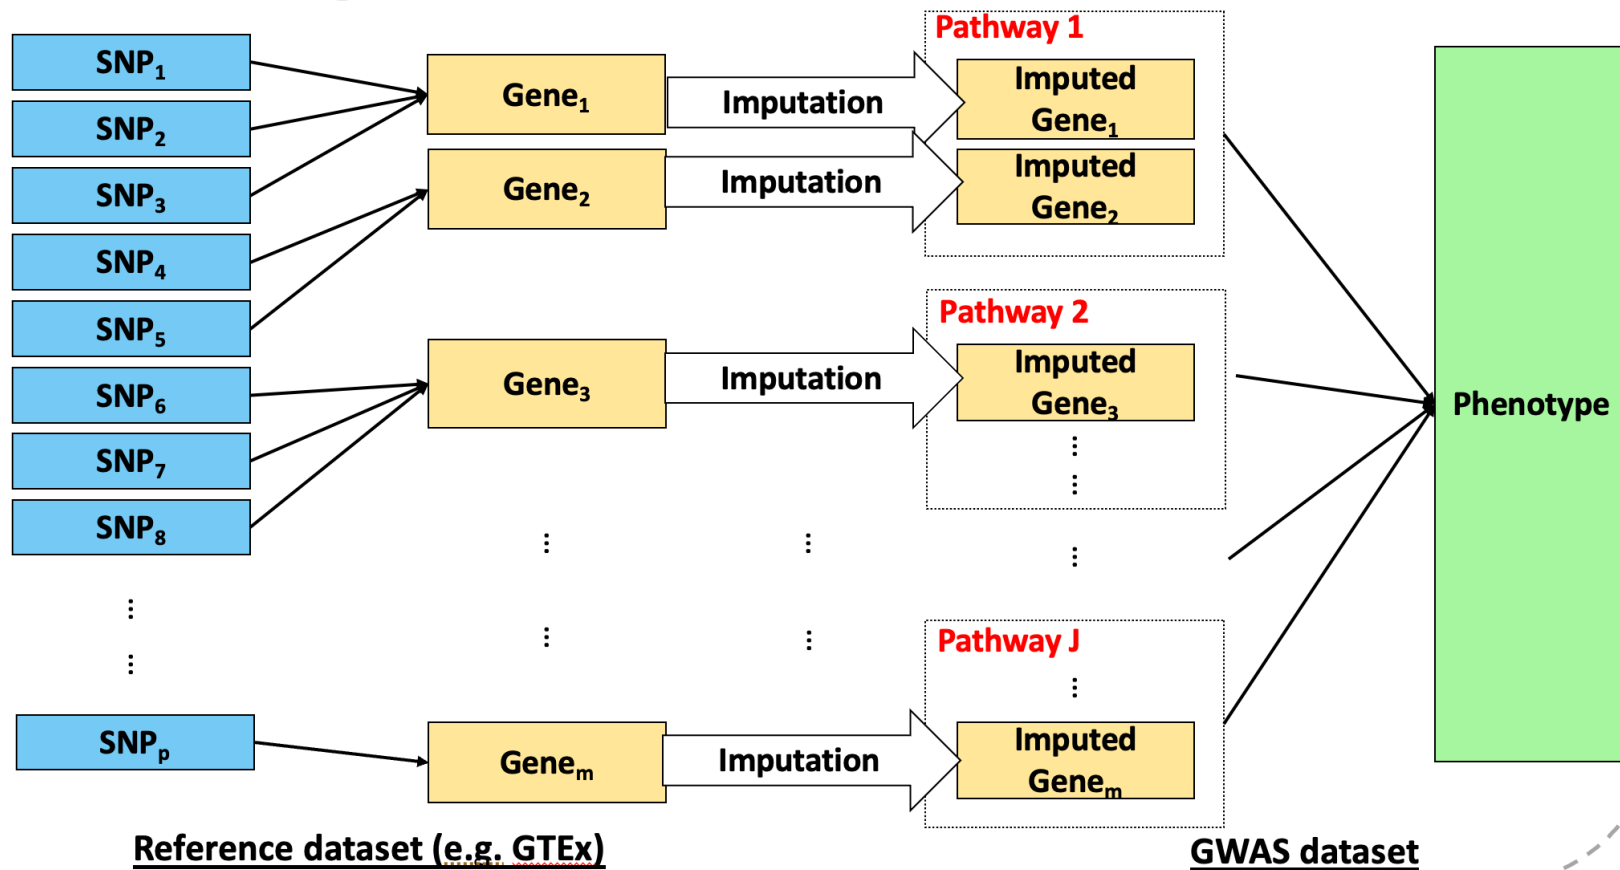 SNP1
SNP2
SNP3
SNP4
SNP5
SNP6
SNP7
SNP8
SNPp
Gene1
Gene2
Gene3
Genem
Imputation
Imputation
Imputation
Imputation
Pathway 1
Imputed
Gene1
Imputed
Gene2
Pathway 2
Imputed
Gene3
Pathway J
Imputed
Genem
Phenotype
Reference dataset (e.g. GTEx)
GWAS dataset